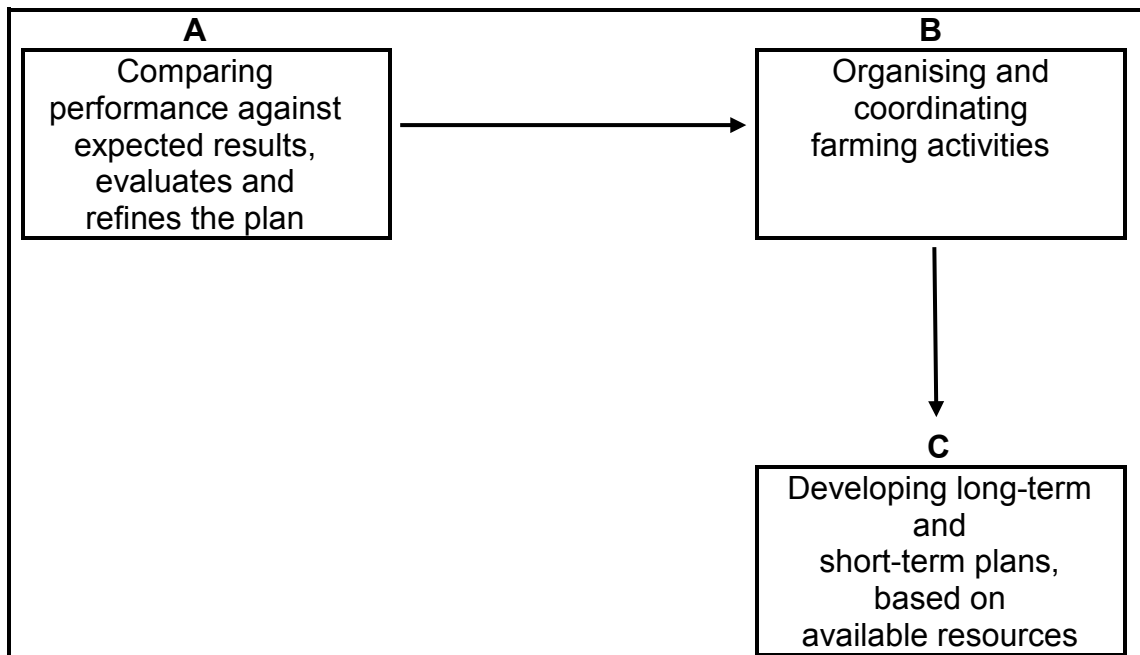 A
Comparing
performance against
expected results,
evaluates and
refines the plan
B
Organising and
coordinating
farming activities
C
Developing long-term
and
short-term plans,
based on
available resources